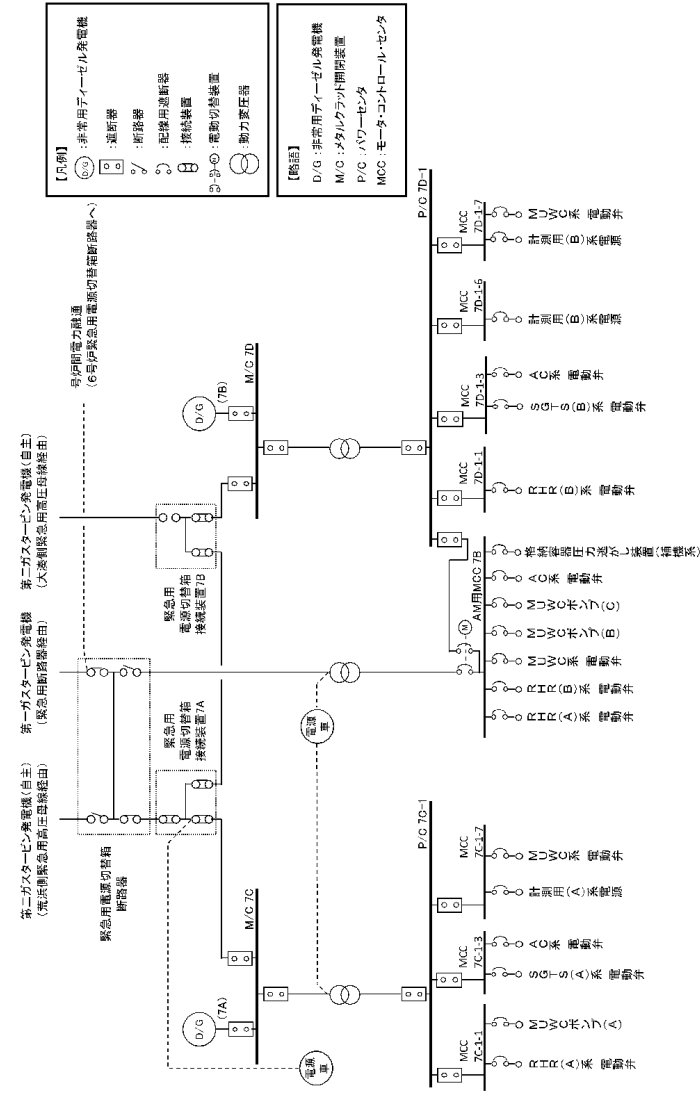 【凡例】
D/G :非常用ディーゼル発電機
:遮断器
:断路器
:配線用遮断器
:接続装置
M :電動切替装置
:動力変圧器
【略語】
D/G :非常用ディーゼル発電機
M/C :メタルクラッド開閉装置
P/C :パワーセンタ
MCC :モータ・コントロール・センタ
第二ガスタービン発電機(自主)
(荒浜側緊急用高圧母線経由)
第一ガスタービン発電機
(緊急用断路器経由)
第二ガスタービン発電機(自主)
(大湊側緊急用高圧母線経由)
号炉間電力融通
(6号炉緊急用電源切替箱断路器へ)
緊急用電源切替箱
断路器
緊急用
電源切替箱
接続装置7A
緊急用
電源切替箱
接続装置7B
D/G
(7A)
M/C 7C
D/G
(7B)
M/C 7D
電源
車
電源
車
P/C 7C-1
P/C 7D-1
MCC
7C-1-1
RHR(A)系 電動弁
MUWCポンプ(A)
MCC
7C-1-3
SGTS(A)系 電動弁
AC系 電動弁
MCC
7C-1-7
計測用(A)系電源
MUWC系 電動弁
M
AM用MCC 7B
RHR(A)系 電動弁
RHR(B)系 電動弁
MUWC系 電動弁
MUWCポンプ(B)
MUWCポンプ(C)
AC系 電動弁
格納容器圧力逃がし装置(補機系)
MCC
7D-1-1
RHR(B)系 電動弁
MCC
7D-1-3
SGTS(B)系 電動弁
AC系 電動弁
MCC
7D-1-6
計測用(B)系電源
MCC
7D-1-7
計測用(B)系電源
MUWC系 電動弁